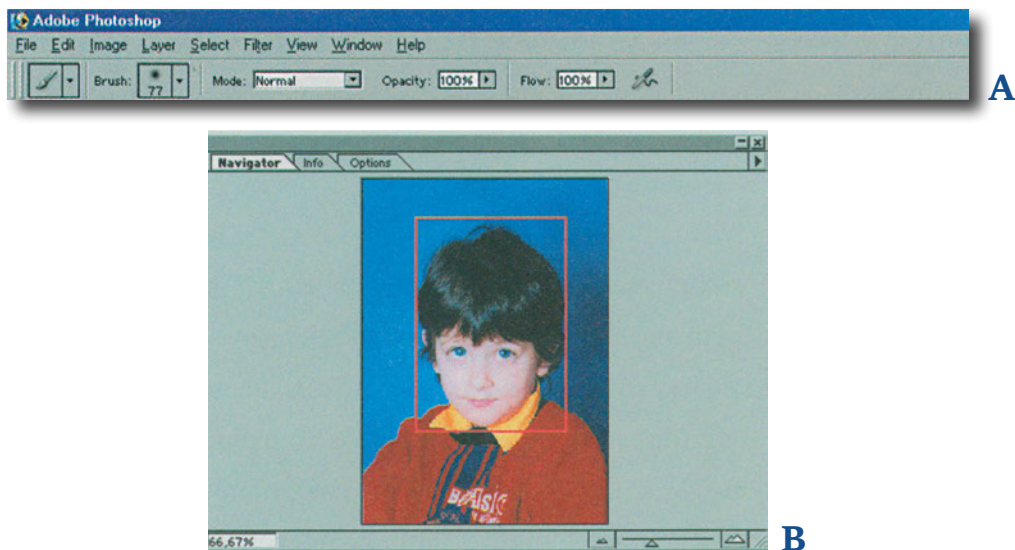 Adobe Photoshop
File Edit Image Layer Select Filter View Window Help
Brush: 77 Mode: Normal Opacity: 100% Flow: 100%
A
Navigator Info Options
BASIC
66,67%
B